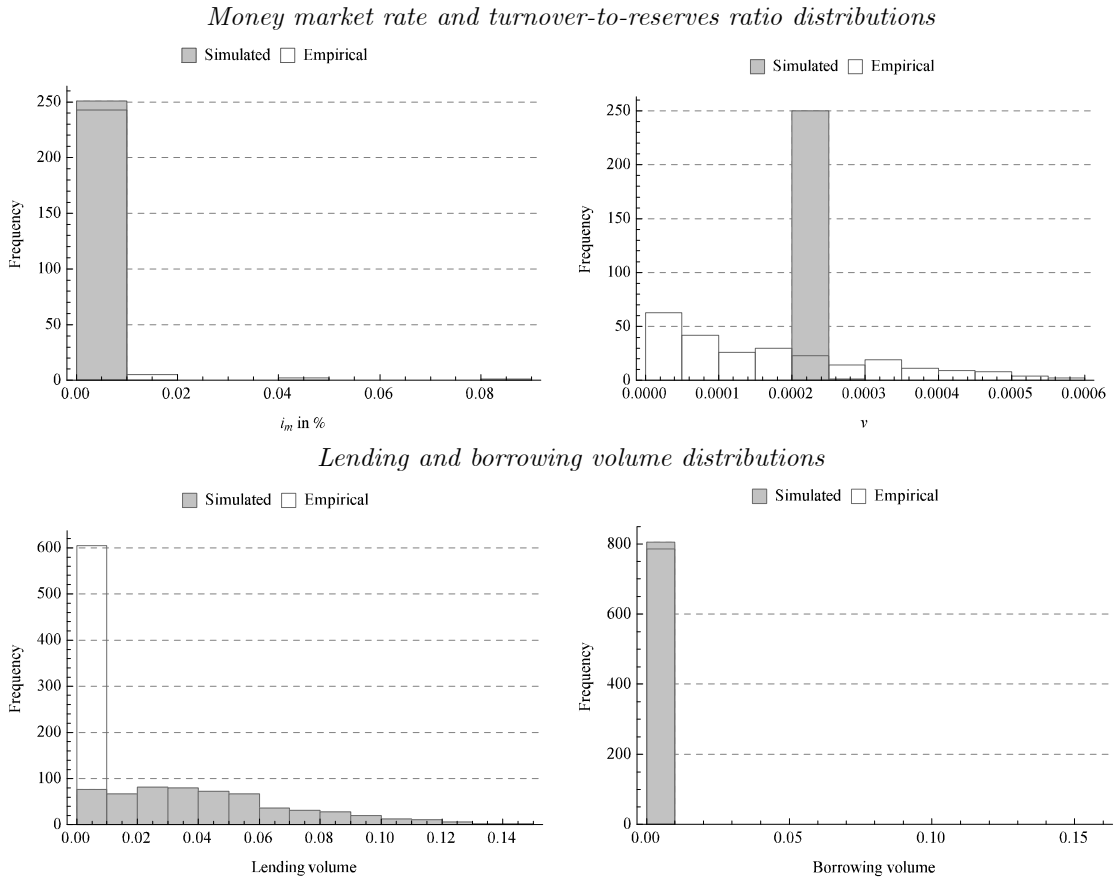 Money market rate and turnover-to-reserves ratio distributions
Simulated Empirical
Simulated Empirical
Frequency
250
200
150
100
50
0
0.00 0.02 0.04 0.06 0.08
i_m in %
Frequency
250
200
150
100
50
0
0.0000 0.0001 0.0002 0.0003 0.0004 0.0005 0.0006
v
Lending and borrowing volume distributions
Simulated Empirical
Simulated Empirical
Frequency
600
500
400
300
200
100
0
0.00 0.02 0.04 0.06 0.08 0.10 0.12 0.14
Lending volume
Frequency
800
600
400
200
0
0.00 0.05 0.10 0.15
Borrowing volume